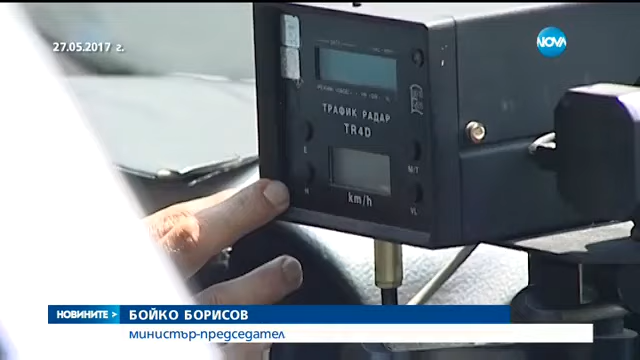 27.05.2017 г.
NOVA
ТРАФИК РАДАР
TR4D
E
M/T
H
VL
km/h
НОВИНИТЕ
БОЙКО БОРИСОВ
министър-председател